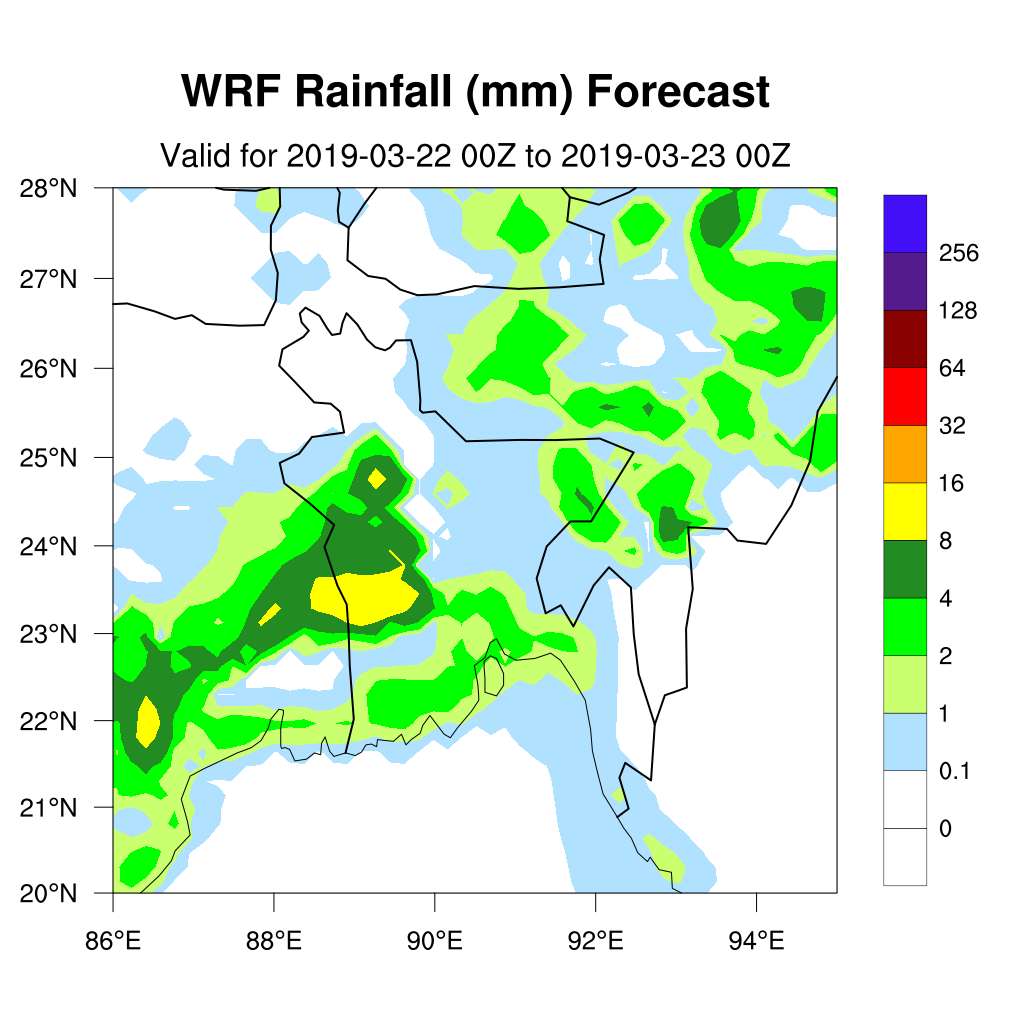 WRF Rainfall (mm) Forecast
Valid for 2019-03-22 00Z to 2019-03-23 00Z
28°N
27°N
26°N
25°N
24°N
23°N
22°N
21°N
20°N
86°E 88°E 90°E 92°E 94°E
256
128
64
32
16
8
4
2
1
0.1
0